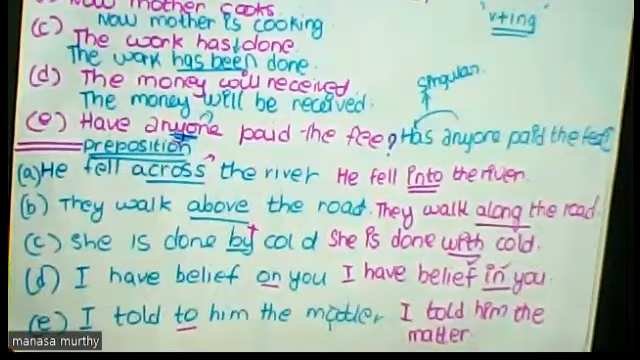 Now mother cooks.
"v+ing
Now mother is cooking
(c) The work has done.
The work has been done.
(d) The money will received.
singular
The money will be received.
(e) Have anyone paid the fee? Has anyone paid the fee?
preposition
(a) He fell across the river He fell into the river.
(b) They walk above the road. They walk along the road.
(c) She is done by cold She is done with cold.
(d) I have belief on you I have belief in you.
(e) I told to him the matter I told him the
matter.
manasa murthy